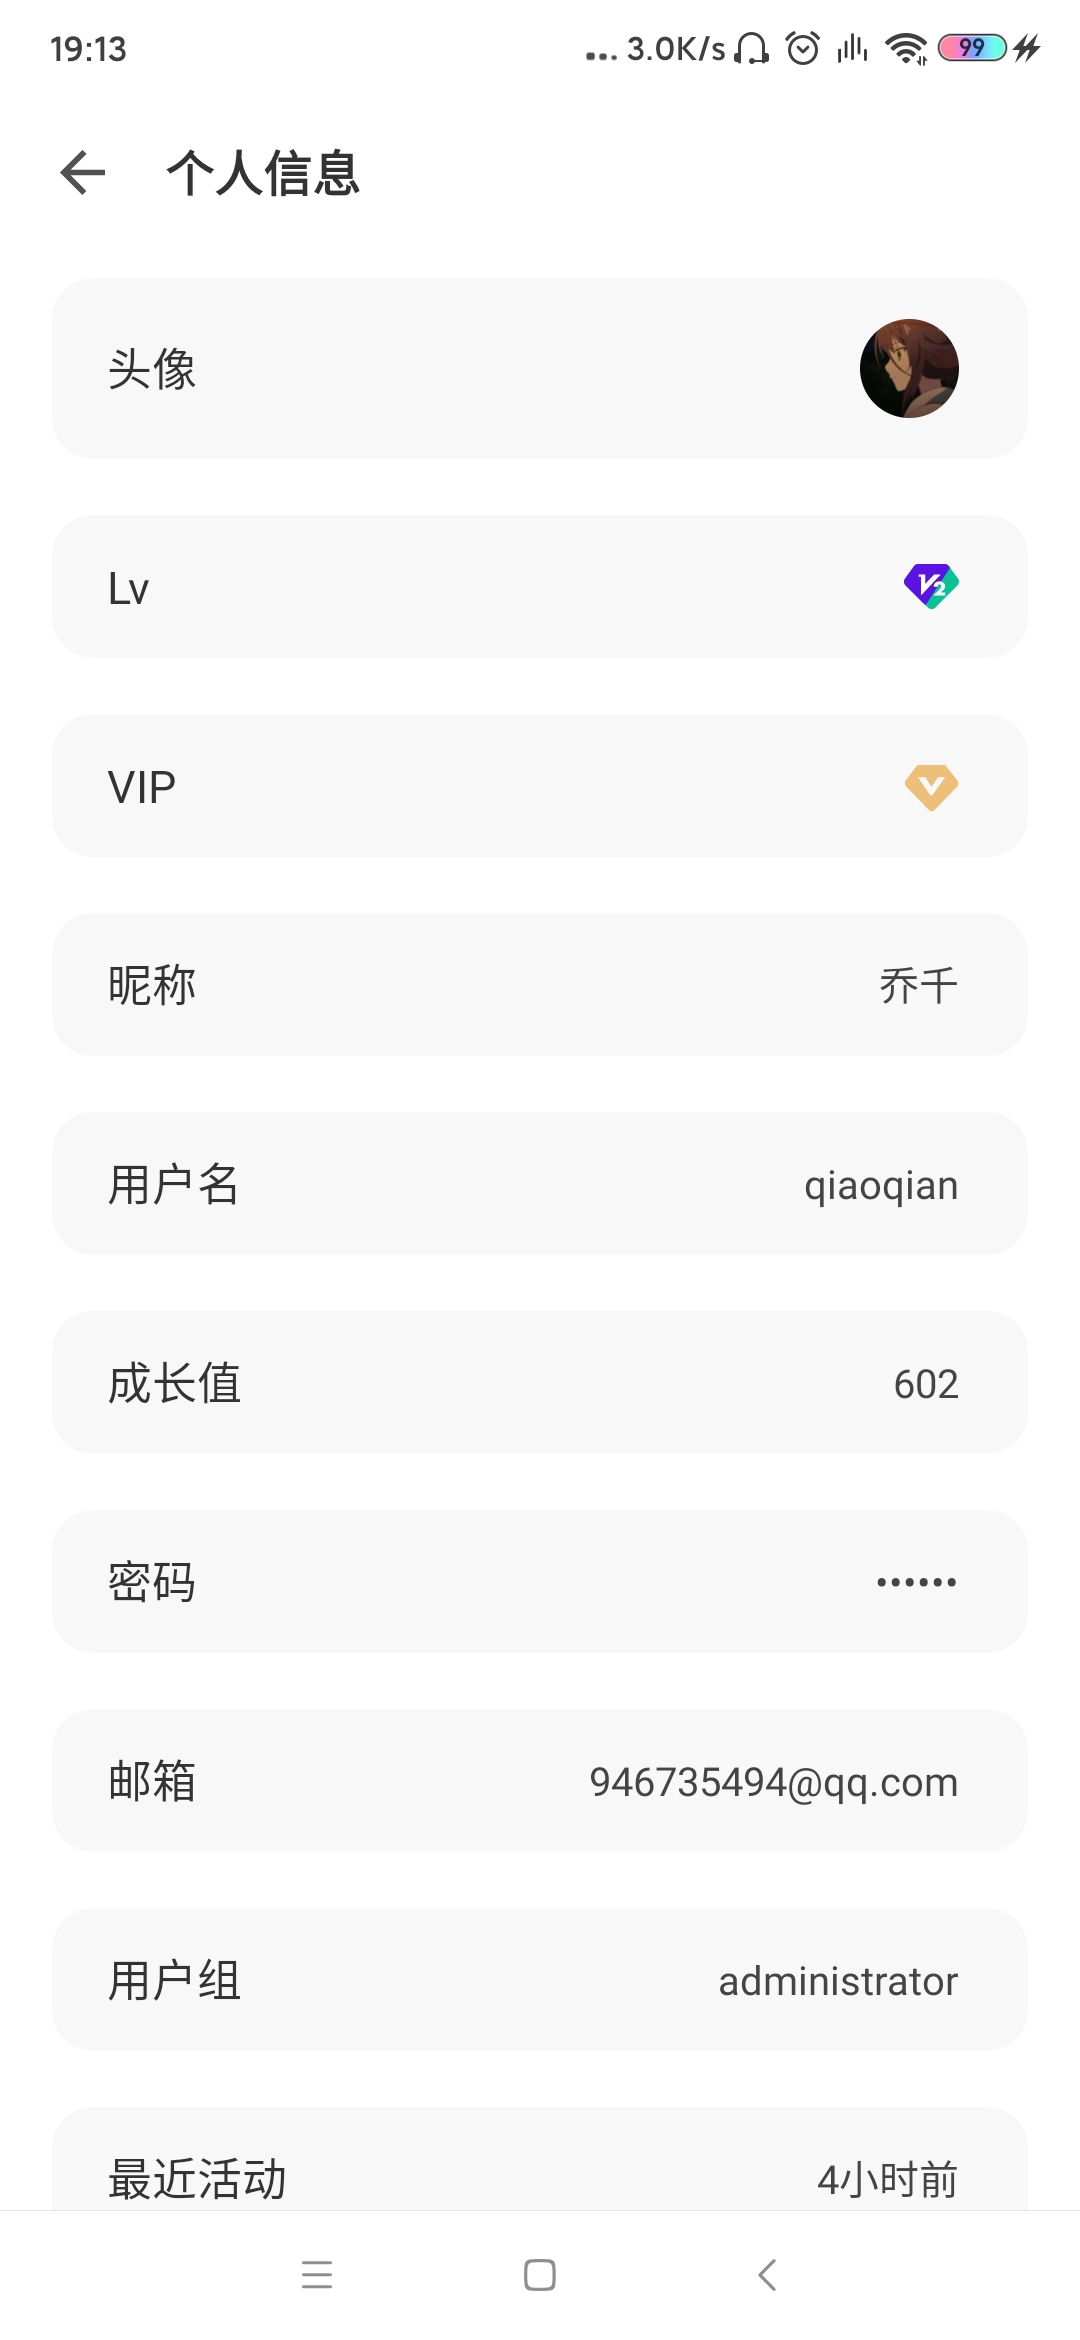 19:13
... 3.0K/s 99
个人信息
头像
Lv
V2
VIP
V
昵称
乔千
用户名
qiaoqian
成长值
602
密码
••••••
邮箱
946735494@qq.com
用户组
administrator
最近活动
4小时前